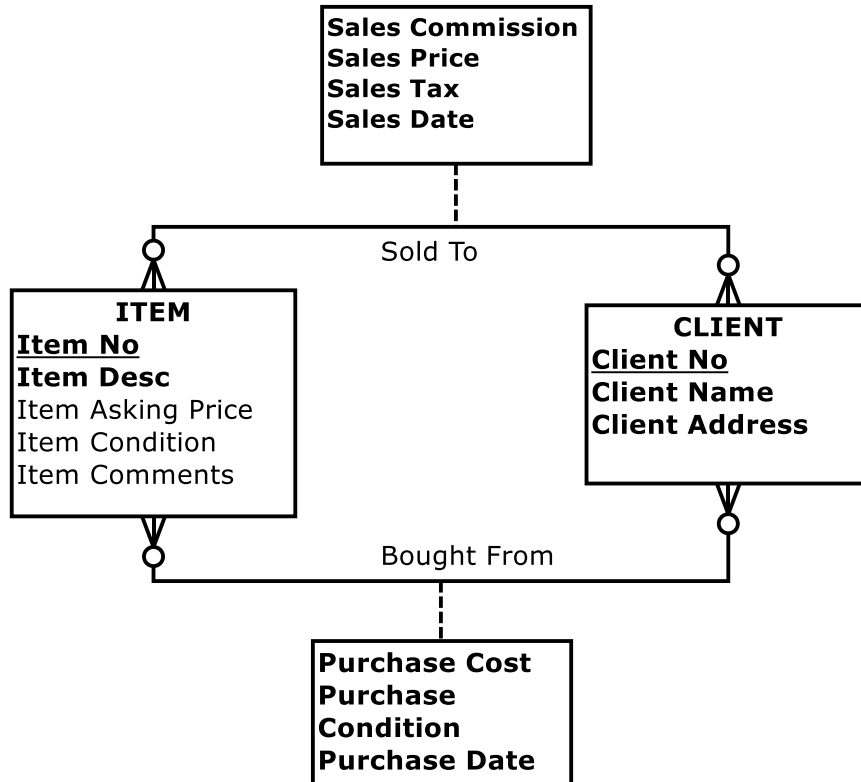 Sales Commission
Sales Price
Sales Tax
Sales Date
Sold To
ITEM
Item No
Item Desc
Item Asking Price
Item Condition
Item Comments
CLIENT
Client No
Client Name
Client Address
Bought From
Purchase Cost
Purchase
Condition
Purchase Date